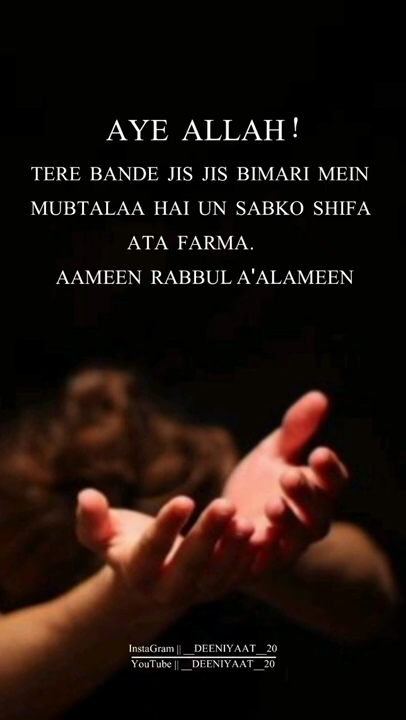 AYE ALLAH!
TERE BANDE JIS JIS BIMARI MEIN
MUBTALAA HAI UN SABKO SHIFA
ATA FARMA.
AAMEEN RABBUL A'ALAMEEN
InstaGram || __DEENIYAAT__20
YouTube || __DEENIYAAT__20